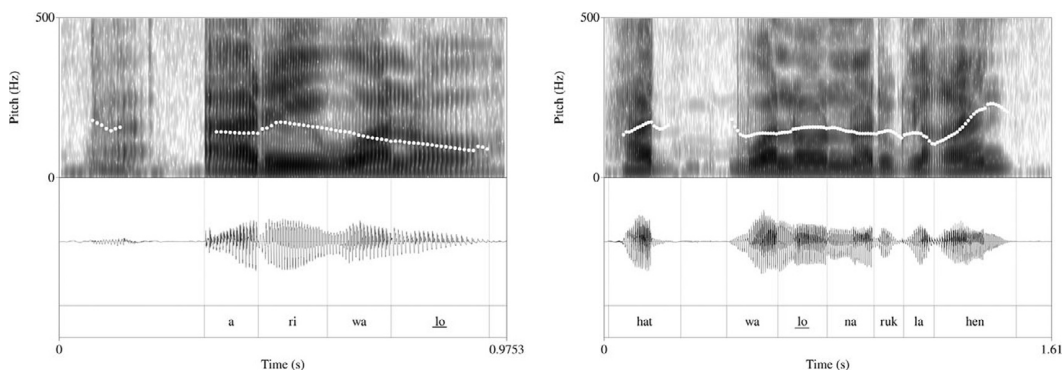 500
Pitch (Hz)
0
a ri wa lo
0 0.9753
Time (s)
500
Pitch (Hz)
0
hat wa lo na ruk la hen
0 1.61
Time (s)